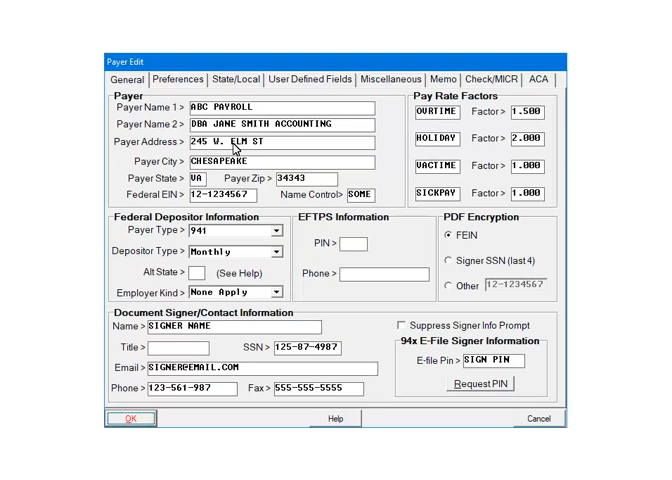 Payer Edit
General Preferences State/Local User Defined Fields Miscellaneous Memo Check/MICR ACA
Payer
Payer Name 1 > ABC PAYROLL
Payer Name 2 > DBA JANE SMITH ACCOUNTING
Payer Address > 245 W. ELM ST
Payer City > CHESAPEAKE
Payer State > VA Payer Zip > 34343
Federal EIN > 12-1234567 Name Control > SOME
Pay Rate Factors
OVRTIME Factor > 1.500
HOLIDAY Factor > 2.000
VACTIME Factor > 1.000
SICKPAY Factor > 1.000
Federal Depositor Information
Payer Type > 941
Depositor Type > Monthly
Alt State > (See Help)
Employer Kind > None Apply
EFTPS Information
PIN >
Phone >
PDF Encryption
FEIN
Signer SSN (last 4)
Other 12-1234567
Document Signer/Contact Information
Name > SIGNER NAME
Title > SSN > 125-87-4987
Email > SIGNER@EMAIL.COM
Phone > 123-561-987 Fax > 555-555-5555
Suppress Signer Info Prompt
94x E-File Signer Information
E-file Pin > SIGN PIN
Request PIN
OK Help Cancel